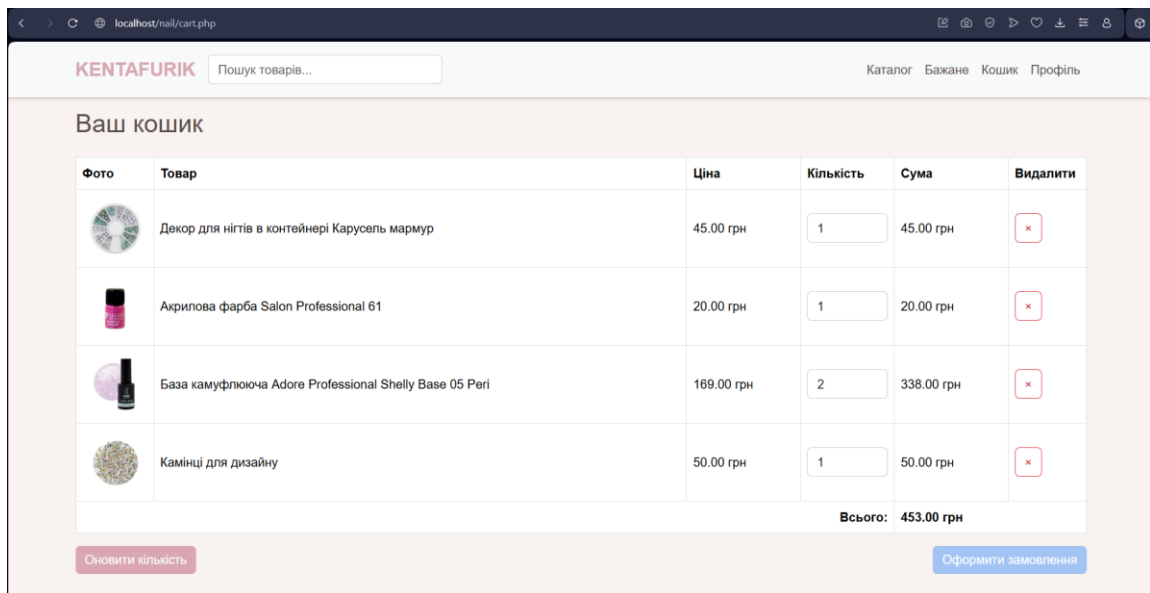 localhost/nail/cart.php
KENTAFURIK Пошук товарів... Каталог Бажане Кошик Профіль
Ваш кошик
Фото Товар Ціна Кількість Сума Видалити
Декор для нігтів в контейнері Карусель мармур 45.00 грн 1 45.00 грн ×
Акрилова фарба Salon Professional 61 20.00 грн 1 20.00 грн ×
База камуфлююча Adore Professional Shelly Base 05 Peri 169.00 грн 2 338.00 грн ×
Камінці для дизайну 50.00 грн 1 50.00 грн ×
Всього: 453.00 грн
Оновити кількість Оформити замовлення